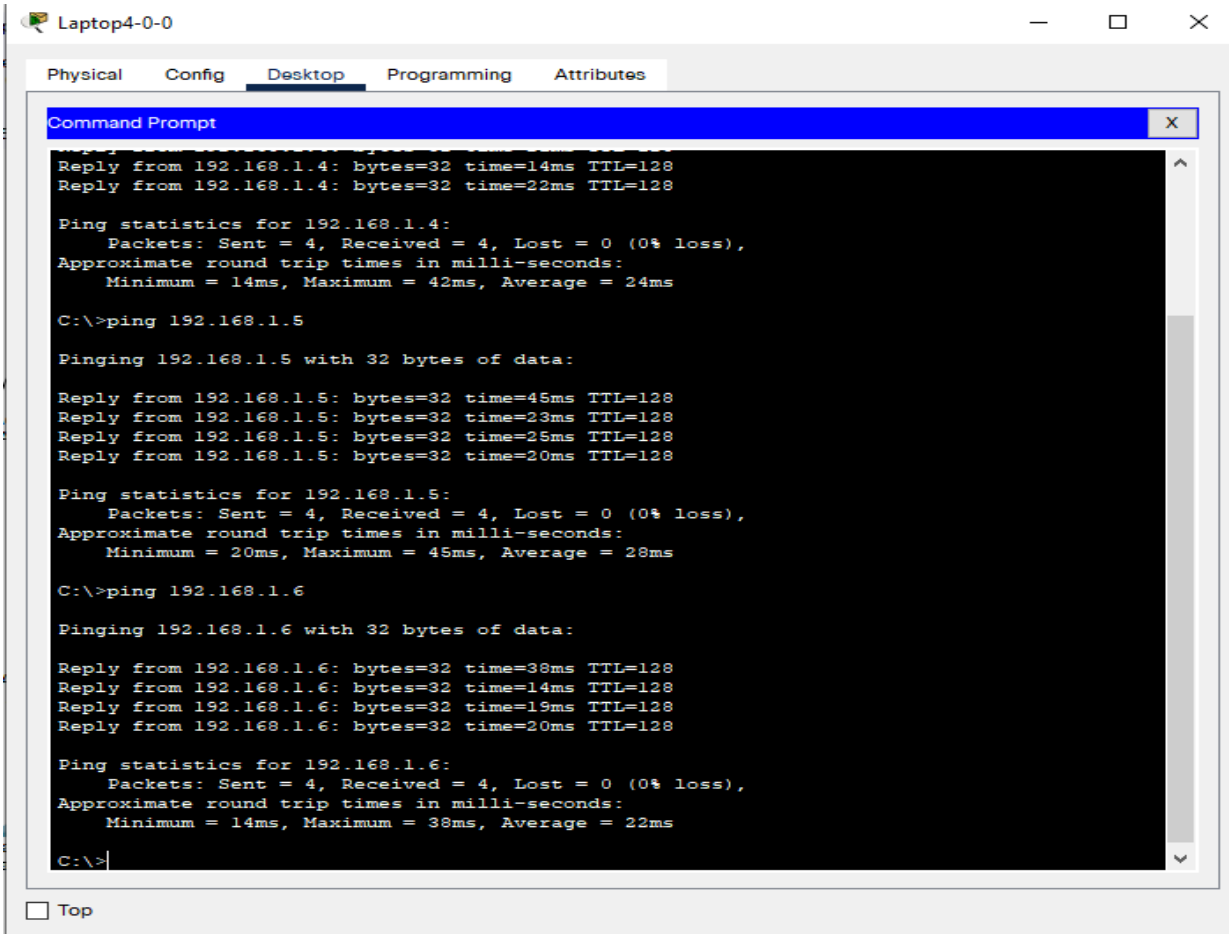 Laptop4-0-0
Physical Config Desktop Programming Attributes
Command Prompt X
Reply from 192.168.1.4: bytes=32 time=14ms TTL=128
Reply from 192.168.1.4: bytes=32 time=22ms TTL=128
Ping statistics for 192.168.1.4:
Packets: Sent = 4, Received = 4, Lost = 0 (0% loss),
Approximate round trip times in milli-seconds:
Minimum = 14ms, Maximum = 42ms, Average = 24ms
C:\>ping 192.168.1.5
Pinging 192.168.1.5 with 32 bytes of data:
Reply from 192.168.1.5: bytes=32 time=45ms TTL=128
Reply from 192.168.1.5: bytes=32 time=23ms TTL=128
Reply from 192.168.1.5: bytes=32 time=25ms TTL=128
Reply from 192.168.1.5: bytes=32 time=20ms TTL=128
Ping statistics for 192.168.1.5:
Packets: Sent = 4, Received = 4, Lost = 0 (0% loss),
Approximate round trip times in milli-seconds:
Minimum = 20ms, Maximum = 45ms, Average = 28ms
C:\>ping 192.168.1.6
Pinging 192.168.1.6 with 32 bytes of data:
Reply from 192.168.1.6: bytes=32 time=38ms TTL=128
Reply from 192.168.1.6: bytes=32 time=14ms TTL=128
Reply from 192.168.1.6: bytes=32 time=19ms TTL=128
Reply from 192.168.1.6: bytes=32 time=20ms TTL=128
Ping statistics for 192.168.1.6:
Packets: Sent = 4, Received = 4, Lost = 0 (0% loss),
Approximate round trip times in milli-seconds:
Minimum = 14ms, Maximum = 38ms, Average = 22ms
C:\>
Top